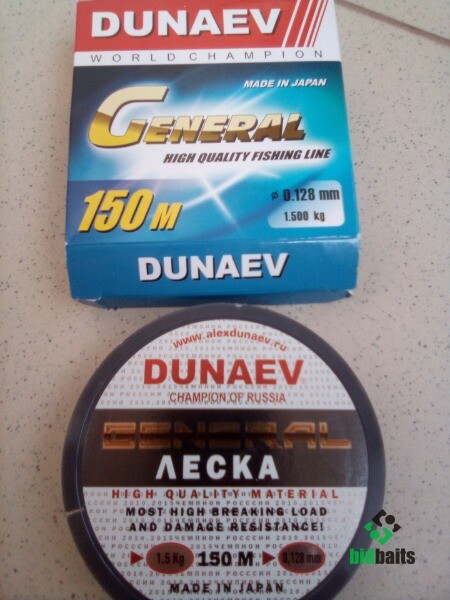 DUNAEV
WORLD CHAMPION
MADE IN JAPAN
GENERAL
HIGH QUALITY FISHING LINE
150 M
ø 0.128 mm
1.500 kg
DUNAEV
www.alexdunaev.ru
DUNAEV
CHAMPION OF RUSSIA
GENERAL
ЛЕСКА
HIGH QUALITY MATERIAL
MOST HIGH BREAKING LOAD
AND DAMAGE RESISTANCE!
1.5 Kg 150 M 0,128 mm
MADE IN JAPAN
bigbaits